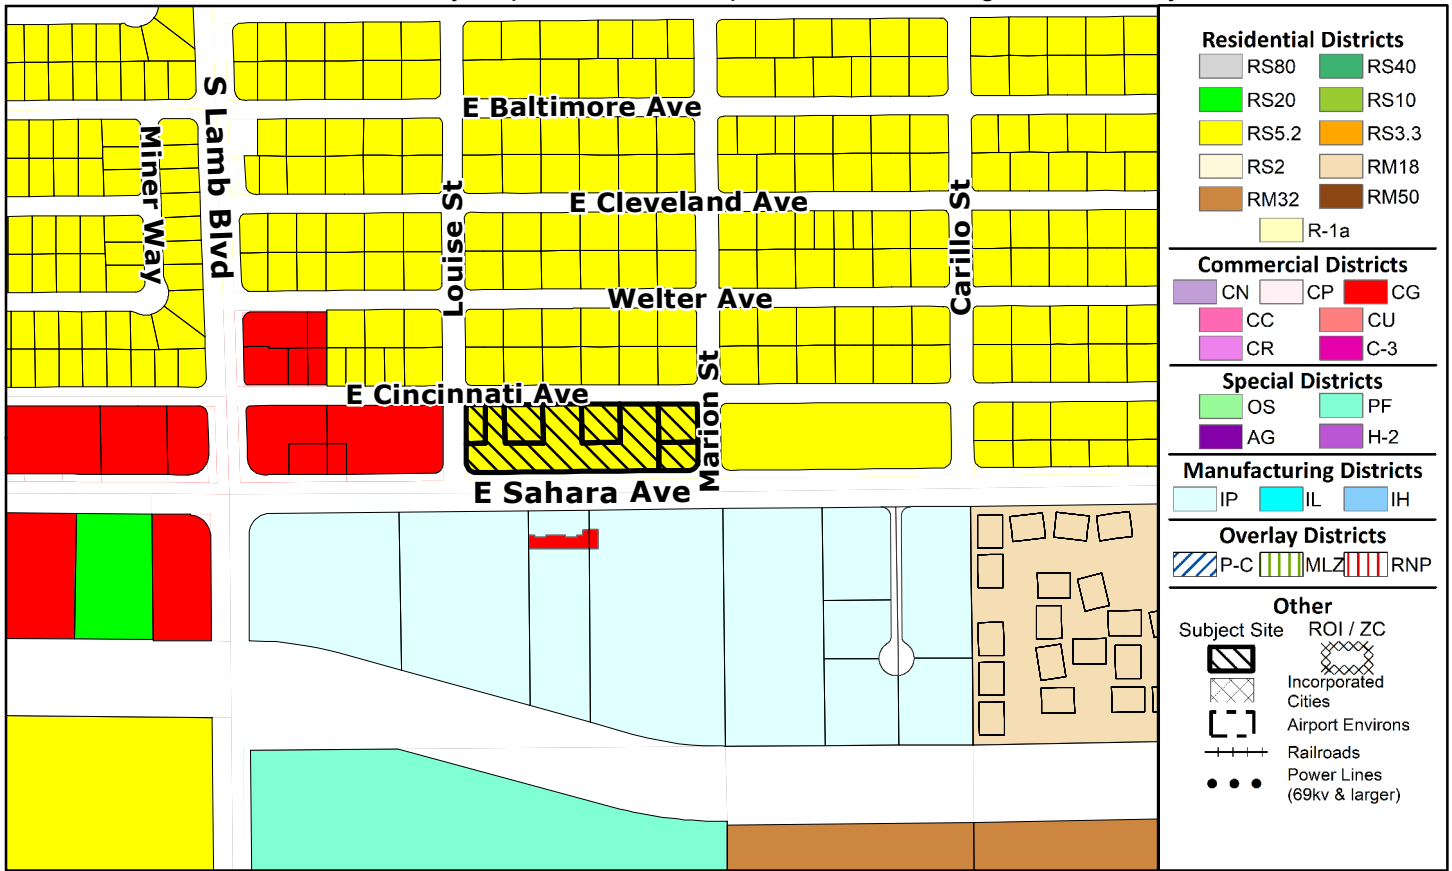 E Baltimore Ave
S Lamb Blvd
Miner Way
E Cleveland Ave
Louise St
Carillo St
Welter Ave
E Cincinnati Ave
Marion St
E Sahara Ave
Residential Districts
RS80 RS40
RS20 RS10
RS5.2 RS3.3
RS2 RM18
RM32 RM50
R-1a
Commercial Districts
CN CP CG
CC CU
CR C-3
Special Districts
OS PF
AG H-2
Manufacturing Districts
IP IL IH
Overlay Districts
P-C MLZ RNP
Other
Subject Site ROI / ZC
Incorporated
Cities
Airport Environs
Railroads
Power Lines
(69kv & larger)